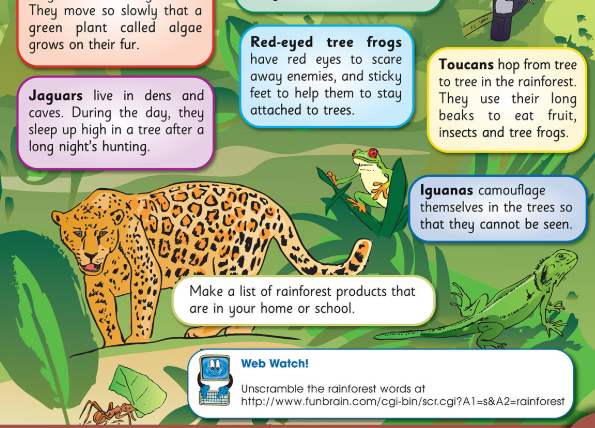 They move so slowly that a
green plant called algae
grows on their fur.
Red-eyed tree frogs
have red eyes to scare
away enemies, and sticky
feet to help them to stay
attached to trees.
Toucans hop from tree
to tree in the rainforest.
They use their long
beaks to eat fruit,
insects and tree frogs.
Jaguars live in dens and
caves. During the day, they
sleep up high in a tree after a
long night's hunting.
Iguanas camouflage
themselves in the trees so
that they cannot be seen.
Make a list of rainforest products that
are in your home or school.
Web Watch!
Unscramble the rainforest words at
http://www.funbrain.com/cgi-bin/scr.cgi?A1=s&A2=rainforest